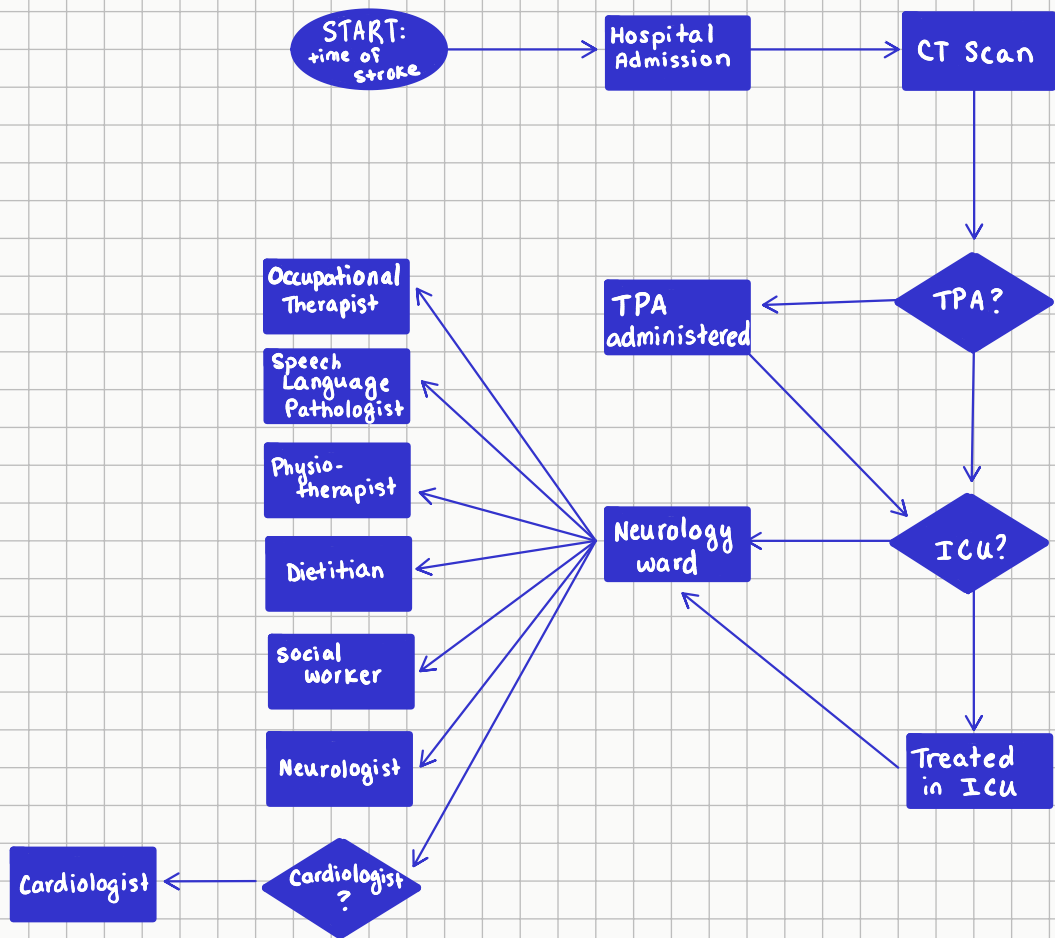 START:
time of
stroke
Hospital
Admission
CT Scan
TPA?
TPA
administered
ICU?
Neurology
ward
Treated
in ICU
Occupational
Therapist
Speech
Language
Pathologist
Physio-
therapist
Dietitian
social
worker
Neurologist
Cardiologist
?
Cardiologist